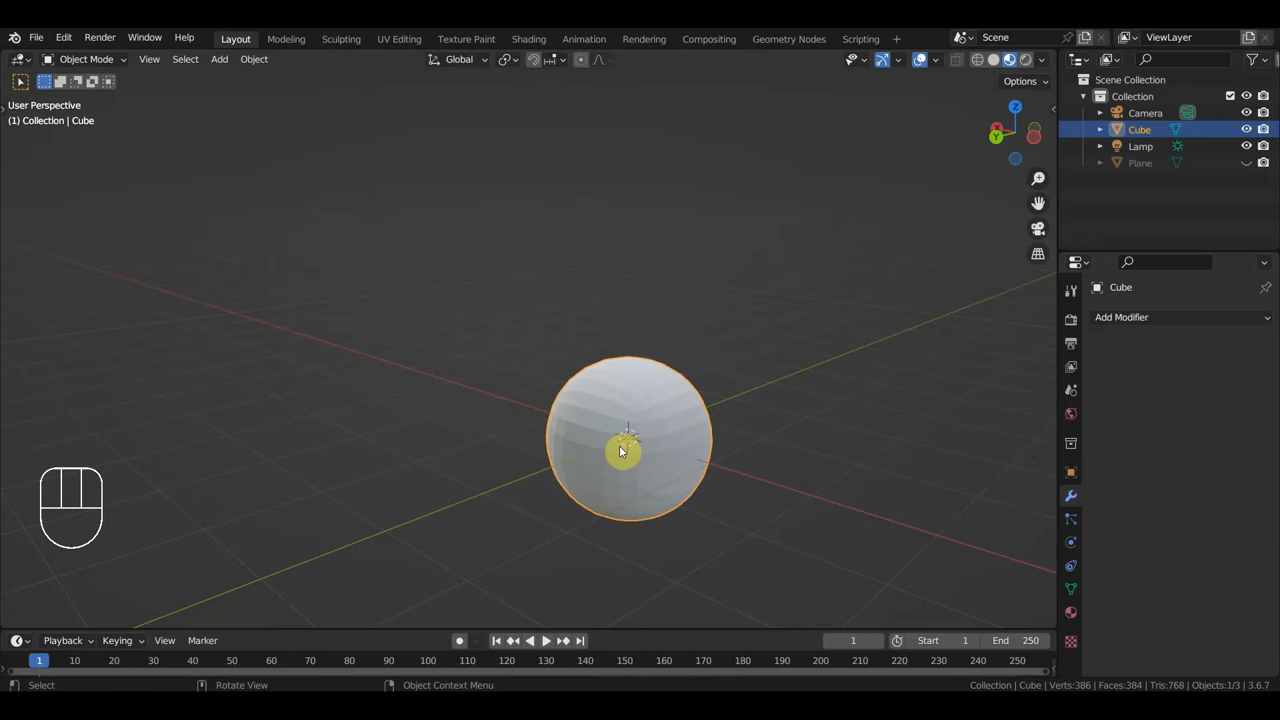 File Edit Render Window Help
Layout Modeling Sculpting UV Editing Texture Paint Shading Animation Rendering Compositing Geometry Nodes Scripting +
Scene
ViewLayer
Object Mode View Select Add Object
Global
Options
User Perspective
(1) Collection | Cube
X
Y
Z
Scene Collection
Collection
Camera
Cube
Lamp
Plane
Cube
Add Modifier
Playback Keying View Marker
1
Start 1
End 250
1 10 20 30 40 50 60 70 80 90 100 110 120 130 140 150 160 170 180 190 200 210 220 230 240 250
Select
Rotate View
Object Context Menu
Collection | Cube | Verts:386 | Faces:384 | Tris:768 | Objects:1/3 | 3.6.7